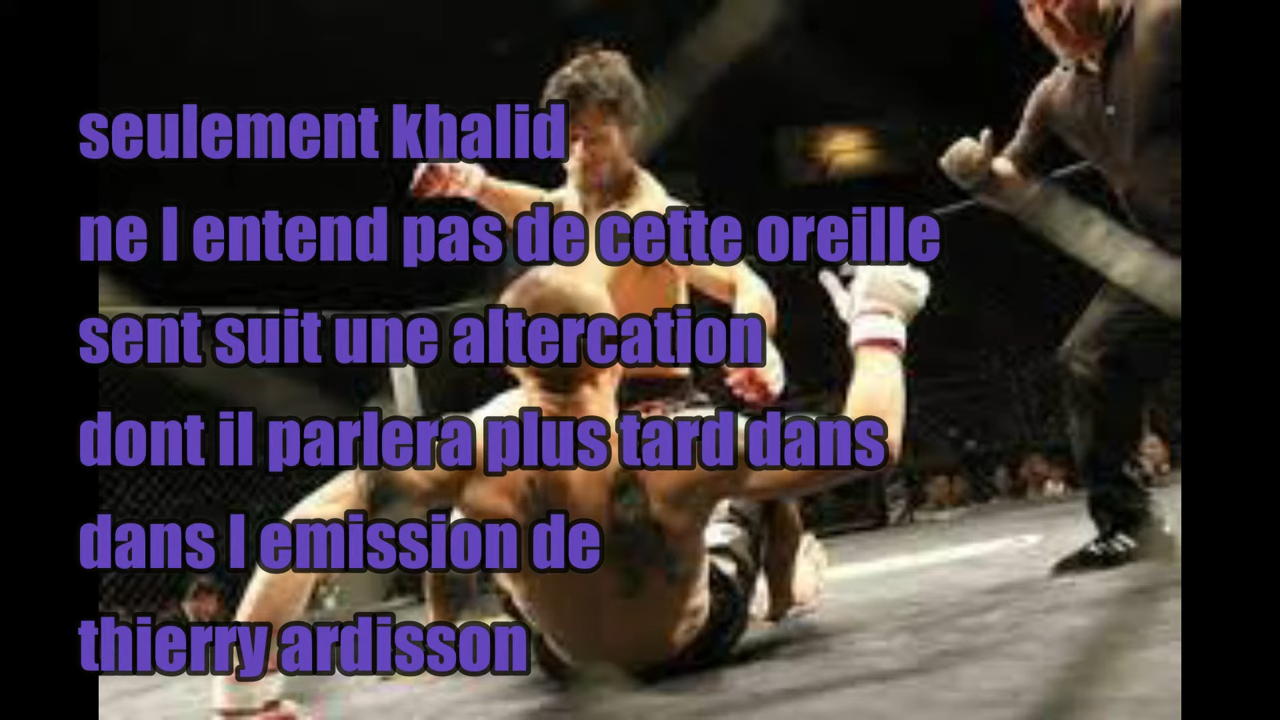 seulement khalid
ne l entend pas de cette oreille
sent suit une altercation
dont il parlera plus tard dans
dans l emission de
thierry ardisson